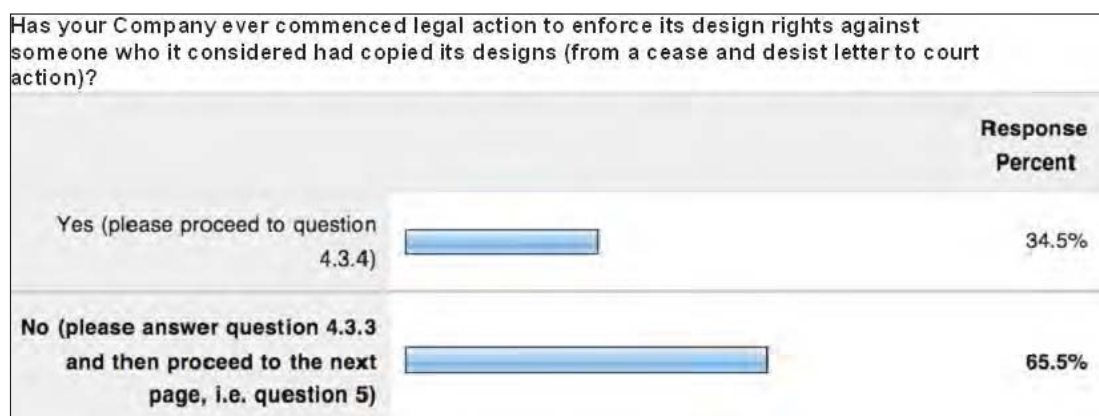 Has your Company ever commenced legal action to enforce its design rights against
someone who it considered had copied its designs (from a cease and desist letter to court
action)?
Response
Percent
Yes (please proceed to question
4.3.4)
34.5%
No (please answer question 4.3.3
and then proceed to the next
page, i.e. question 5)
65.5%